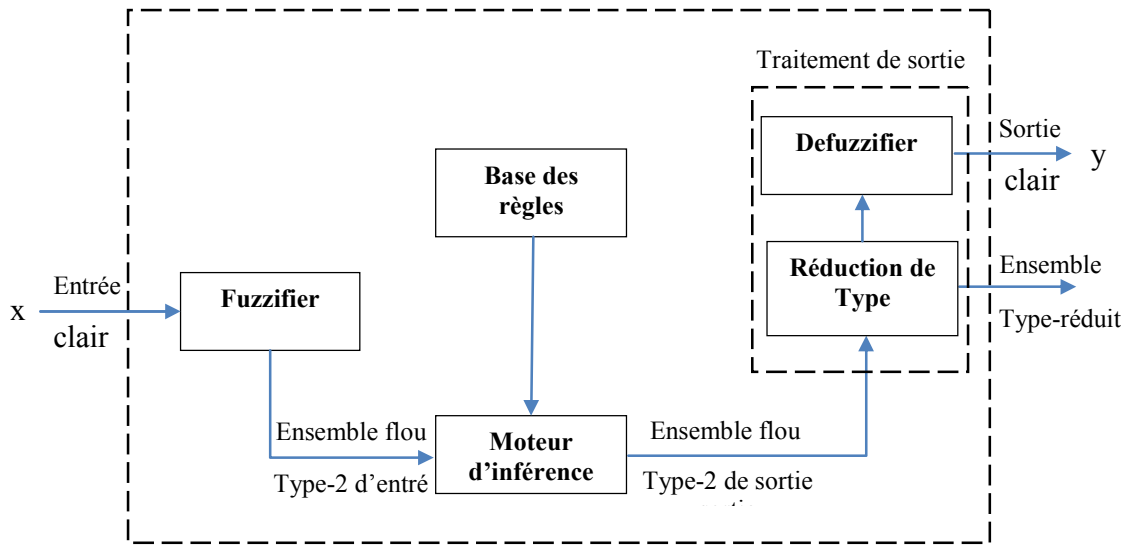 Traitement de sortie
Defuzzifier
Sortie
clair
y
Base des
règles
Réduction de
Type
Ensemble
Type-réduit
x
Entrée
clair
Fuzzifier
Ensemble flou
Type-2 d’entré
Moteur
d’inférence
Ensemble flou
Type-2 de sortie